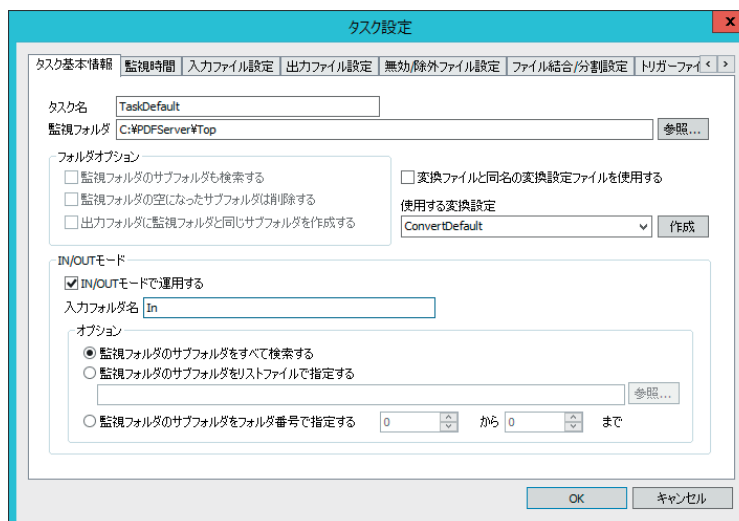 タスク設定
x
タスク基本情報 監視時間 入力ファイル設定 出力ファイル設定 無効/除外ファイル設定 ファイル結合/分割設定 トリガーファイ < >
タスク名 TaskDefault
監視フォルダ C:¥PDFServer¥Top 参照...
フォルダオプション
監視フォルダのサブフォルダも検索する
監視フォルダの空になったサブフォルダは削除する
出力フォルダに監視フォルダと同じサブフォルダを作成する
変換ファイルと同名の変換設定ファイルを使用する
使用する変換設定
ConvertDefault 作成
IN/OUTモード
IN/OUTモードで運用する
入力フォルダ名 In
オプション
監視フォルダのサブフォルダをすべて検索する
監視フォルダのサブフォルダをリストファイルで指定する
参照...
監視フォルダのサブフォルダをフォルダ番号で指定する 0 から 0 まで
OK キャンセル